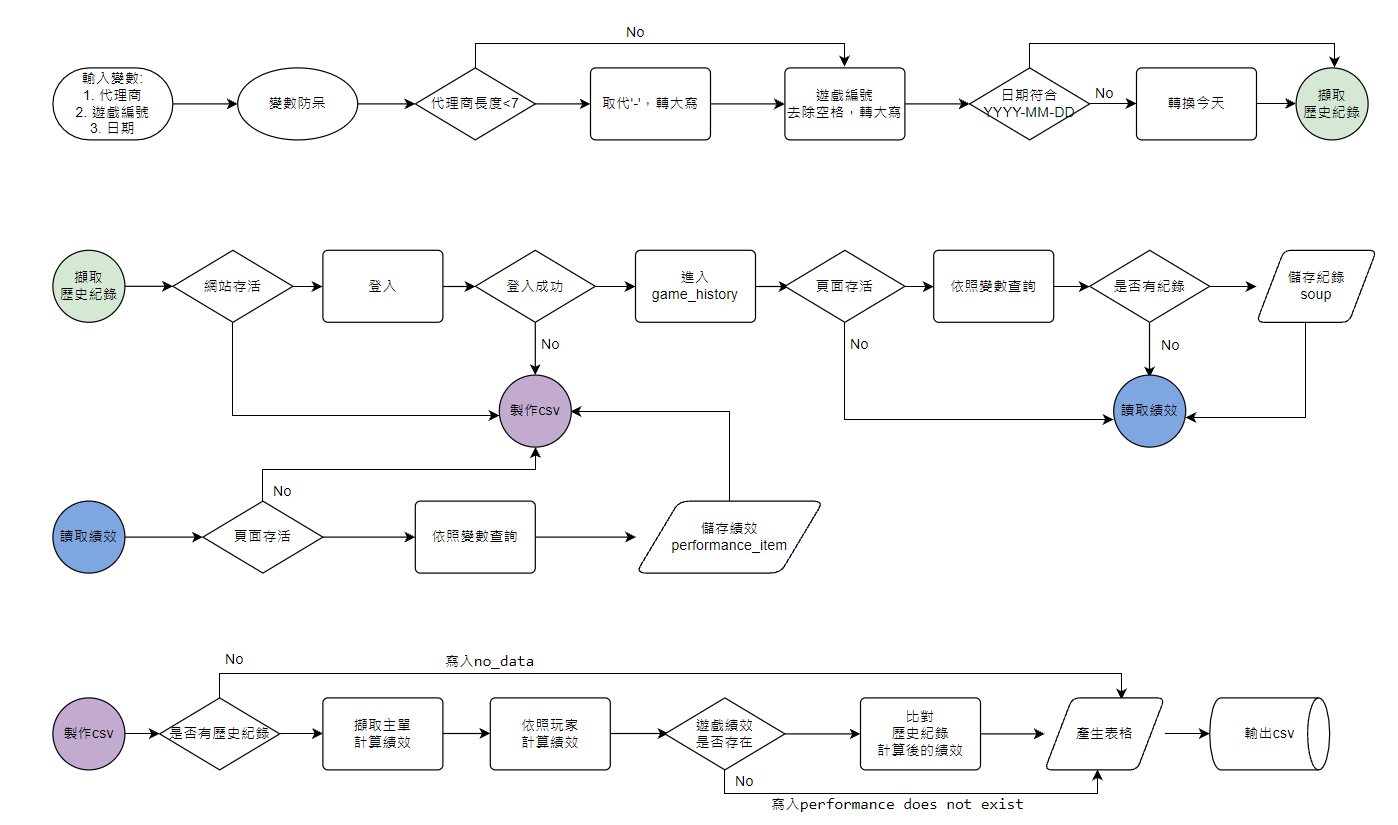 No
輸入變數:
1. 代理商
2. 遊戲編號
3. 日期
變數防呆
代理商長度<7
取代'-'，轉大寫
遊戲編號
去除空格，轉大寫
日期符合
YYYY-MM-DD
No
轉換今天
擷取
歷史紀錄
擷取
歷史紀錄
網站存活
登入
登入成功
進入
game_history
頁面存活
依照變數查詢
是否有紀錄
儲存紀錄
soup
No
No
No
製作csv
讀取績效
No
讀取績效
頁面存活
依照變數查詢
儲存績效
performance_item
No
寫入no_data
製作csv
是否有歷史紀錄
擷取主單
計算績效
依照玩家
計算績效
遊戲績效
是否存在
比對
歷史紀錄
計算後的績效
產生表格
輸出csv
No
寫入performance does not exist